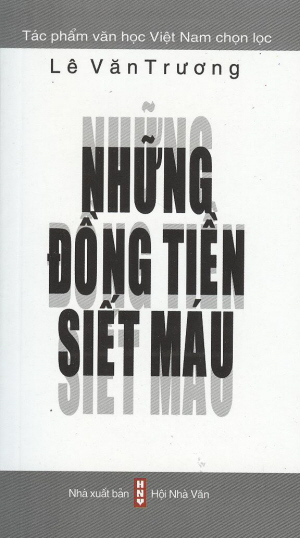 Tác phẩm văn học Việt Nam chọn lọc
Lê Văn Trương
NHỮNG
ĐỒNG TIỀN
SIẾT MÁU
Nhà xuất bản HNV Hội Nhà Văn